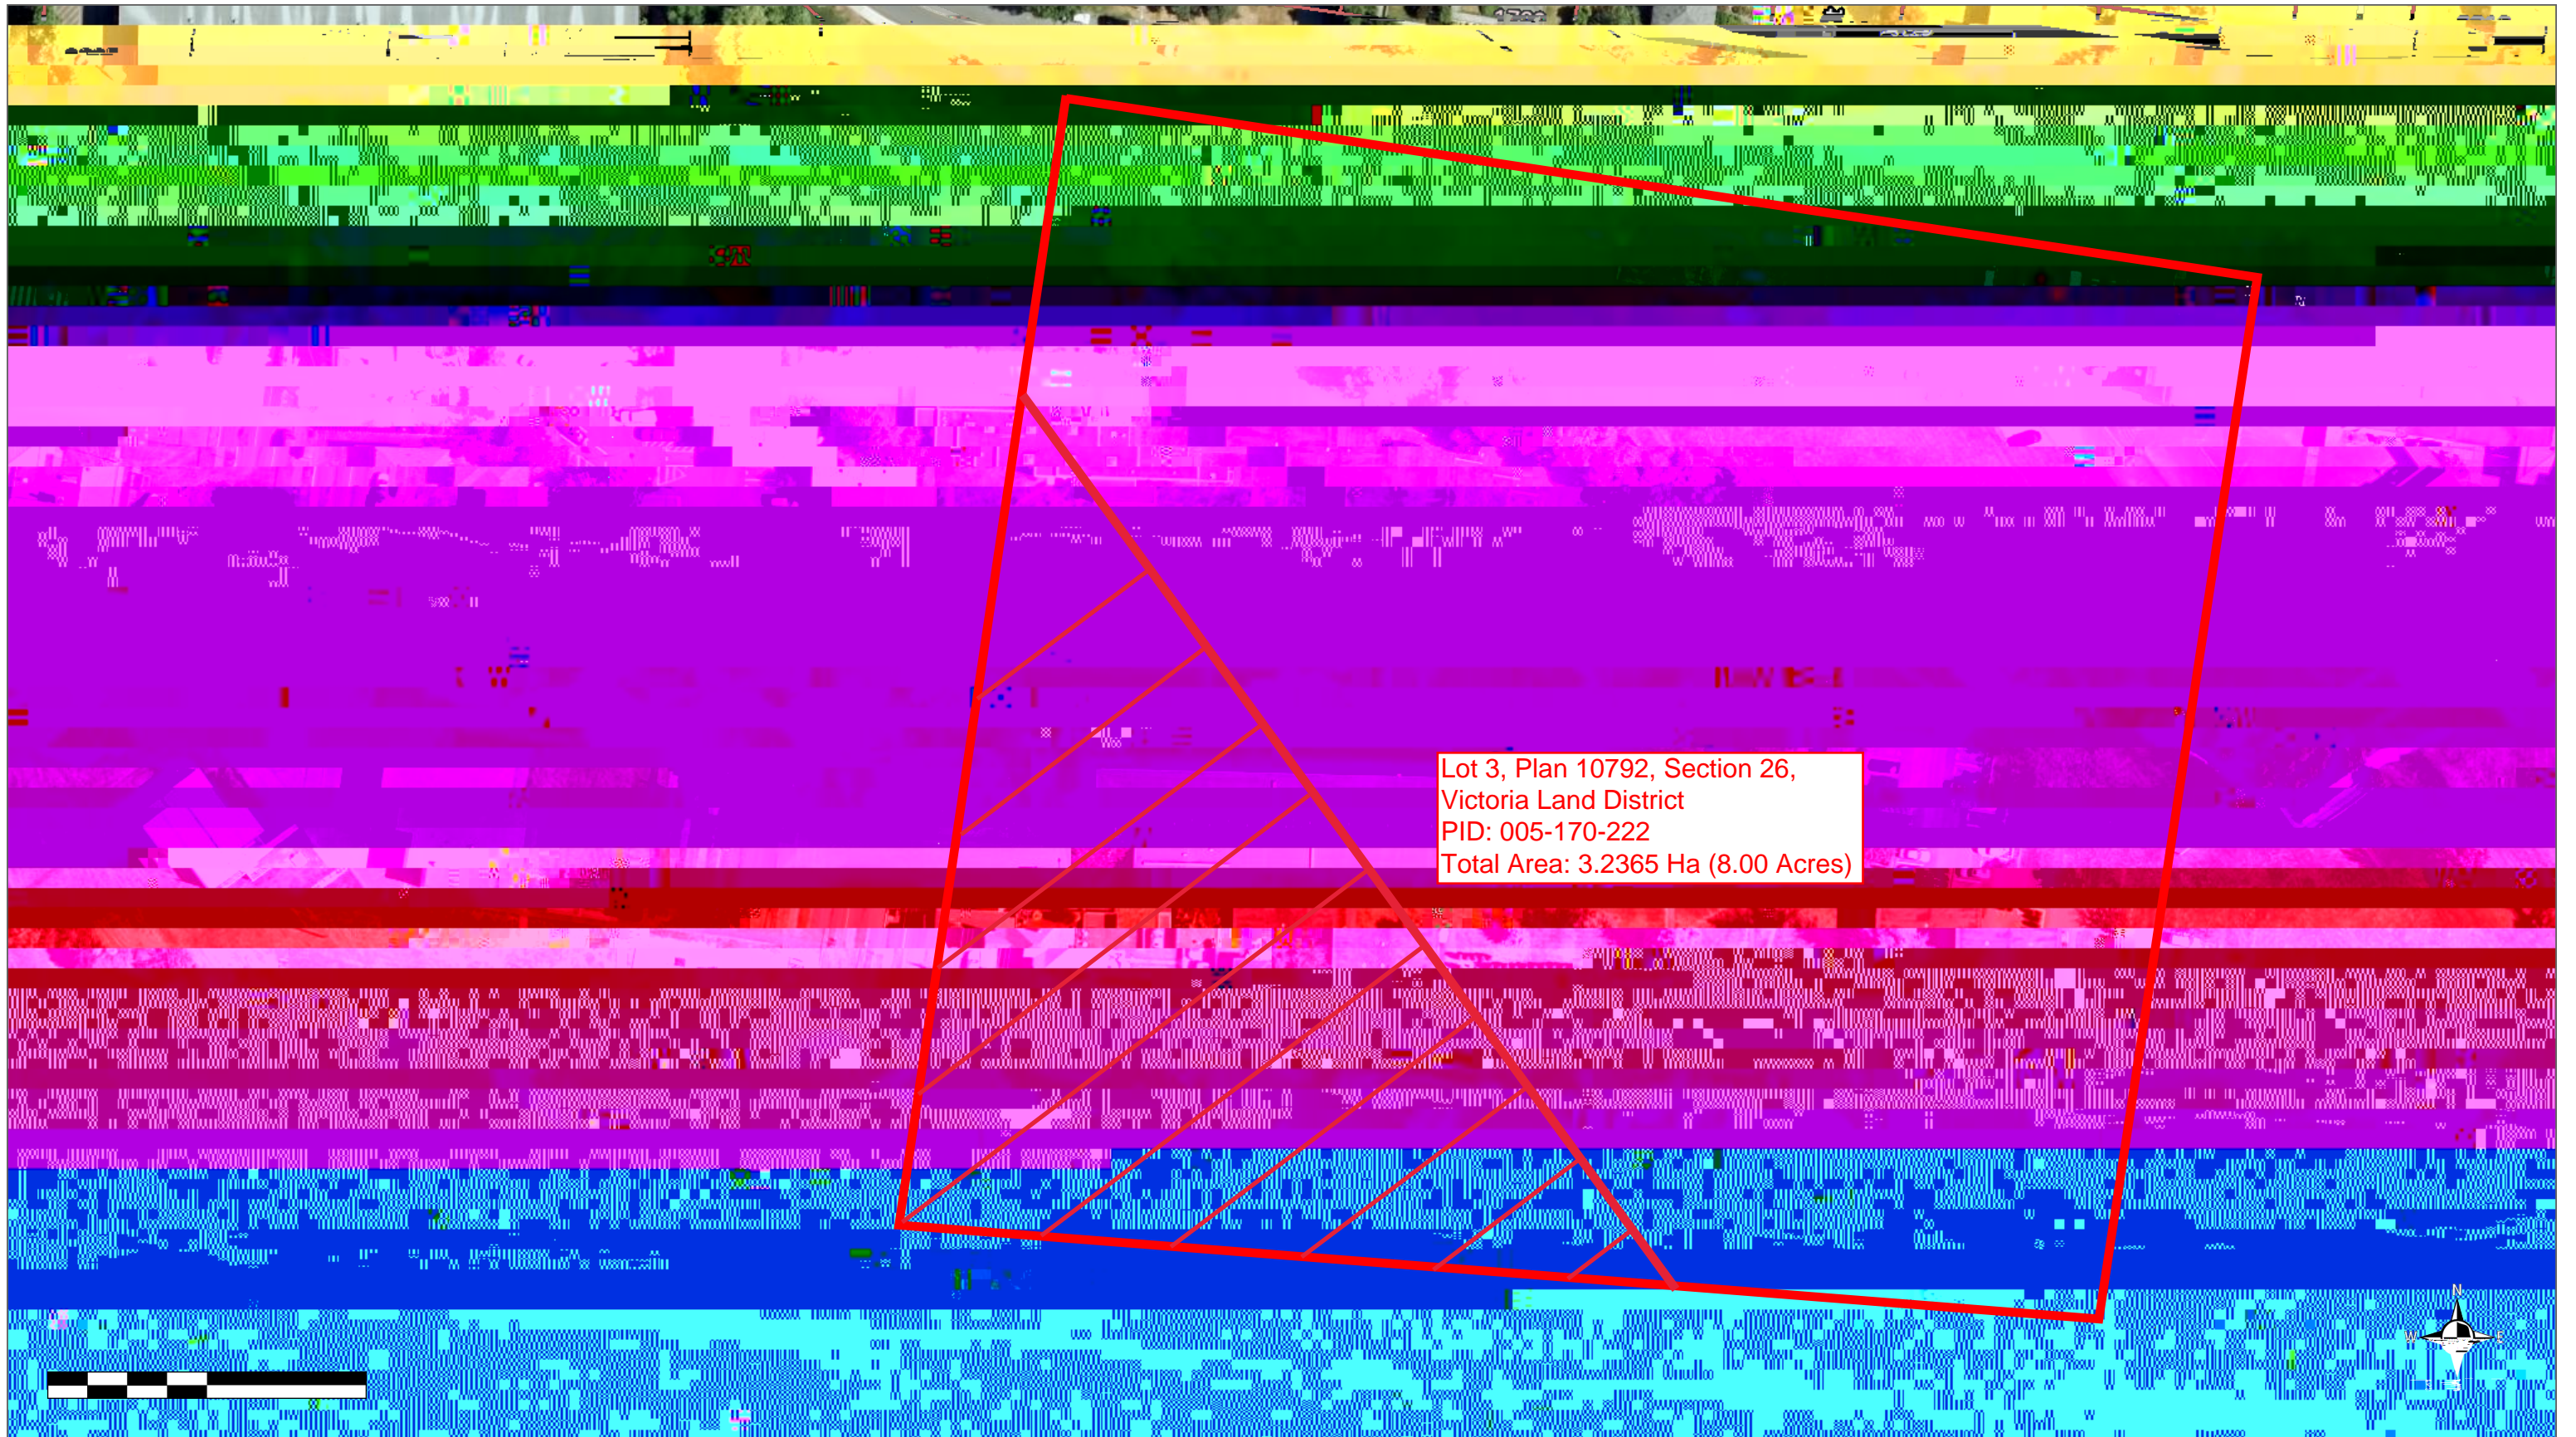 Lot 3, Plan 10792, Section 26,
Victoria Land District
PID: 005-170-222
Total Area: 3.2365 Ha (8.00 Acres)
N
W
E